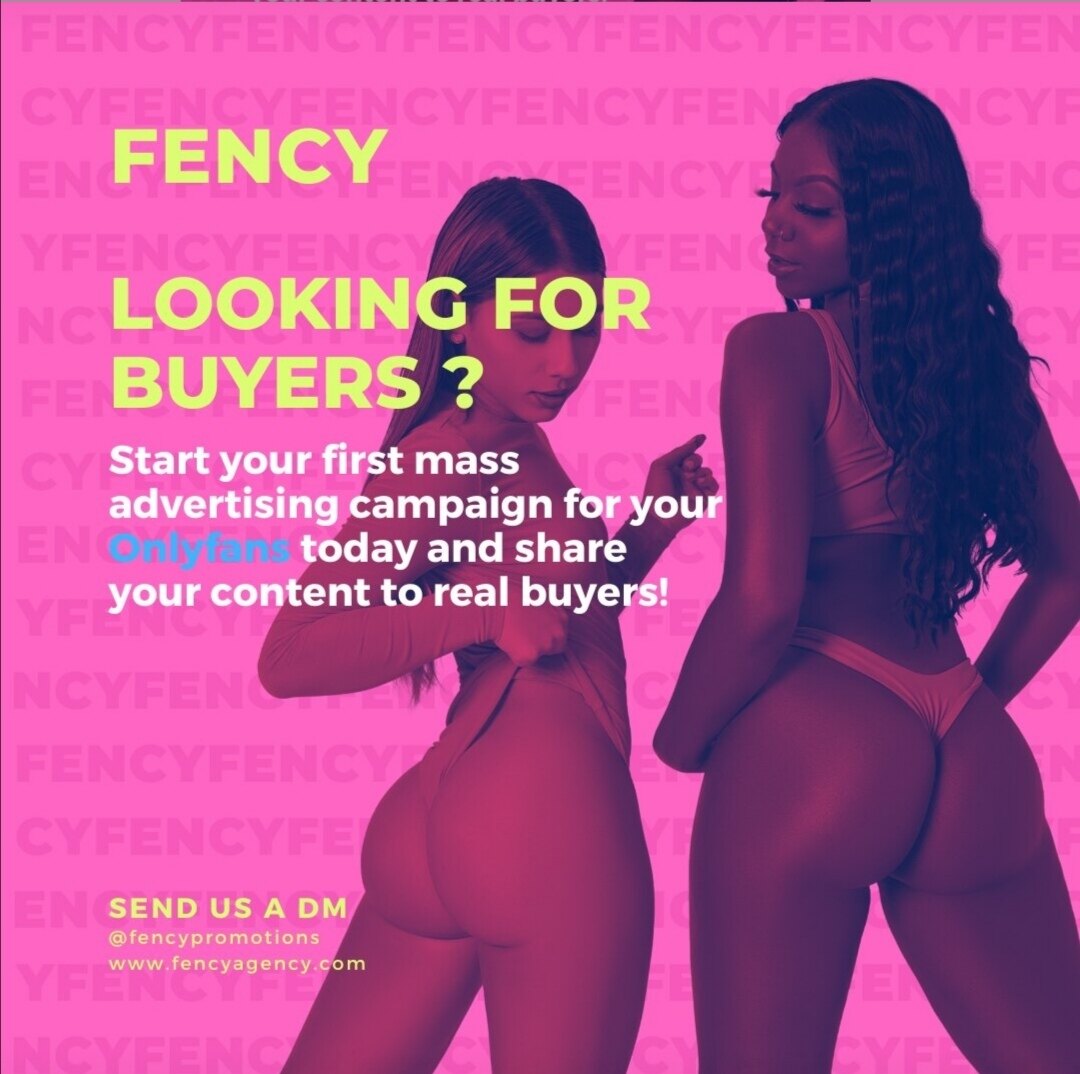 FENCY
LOOKING FOR
BUYERS ?
Start your first mass
advertising campaign for your
Onlyfans today and share
your content to real buyers!
SEND US A DM
@fencypromotions
www.fencyagency.com
FENCYFENCYFENCYFENCYFENCYFEN